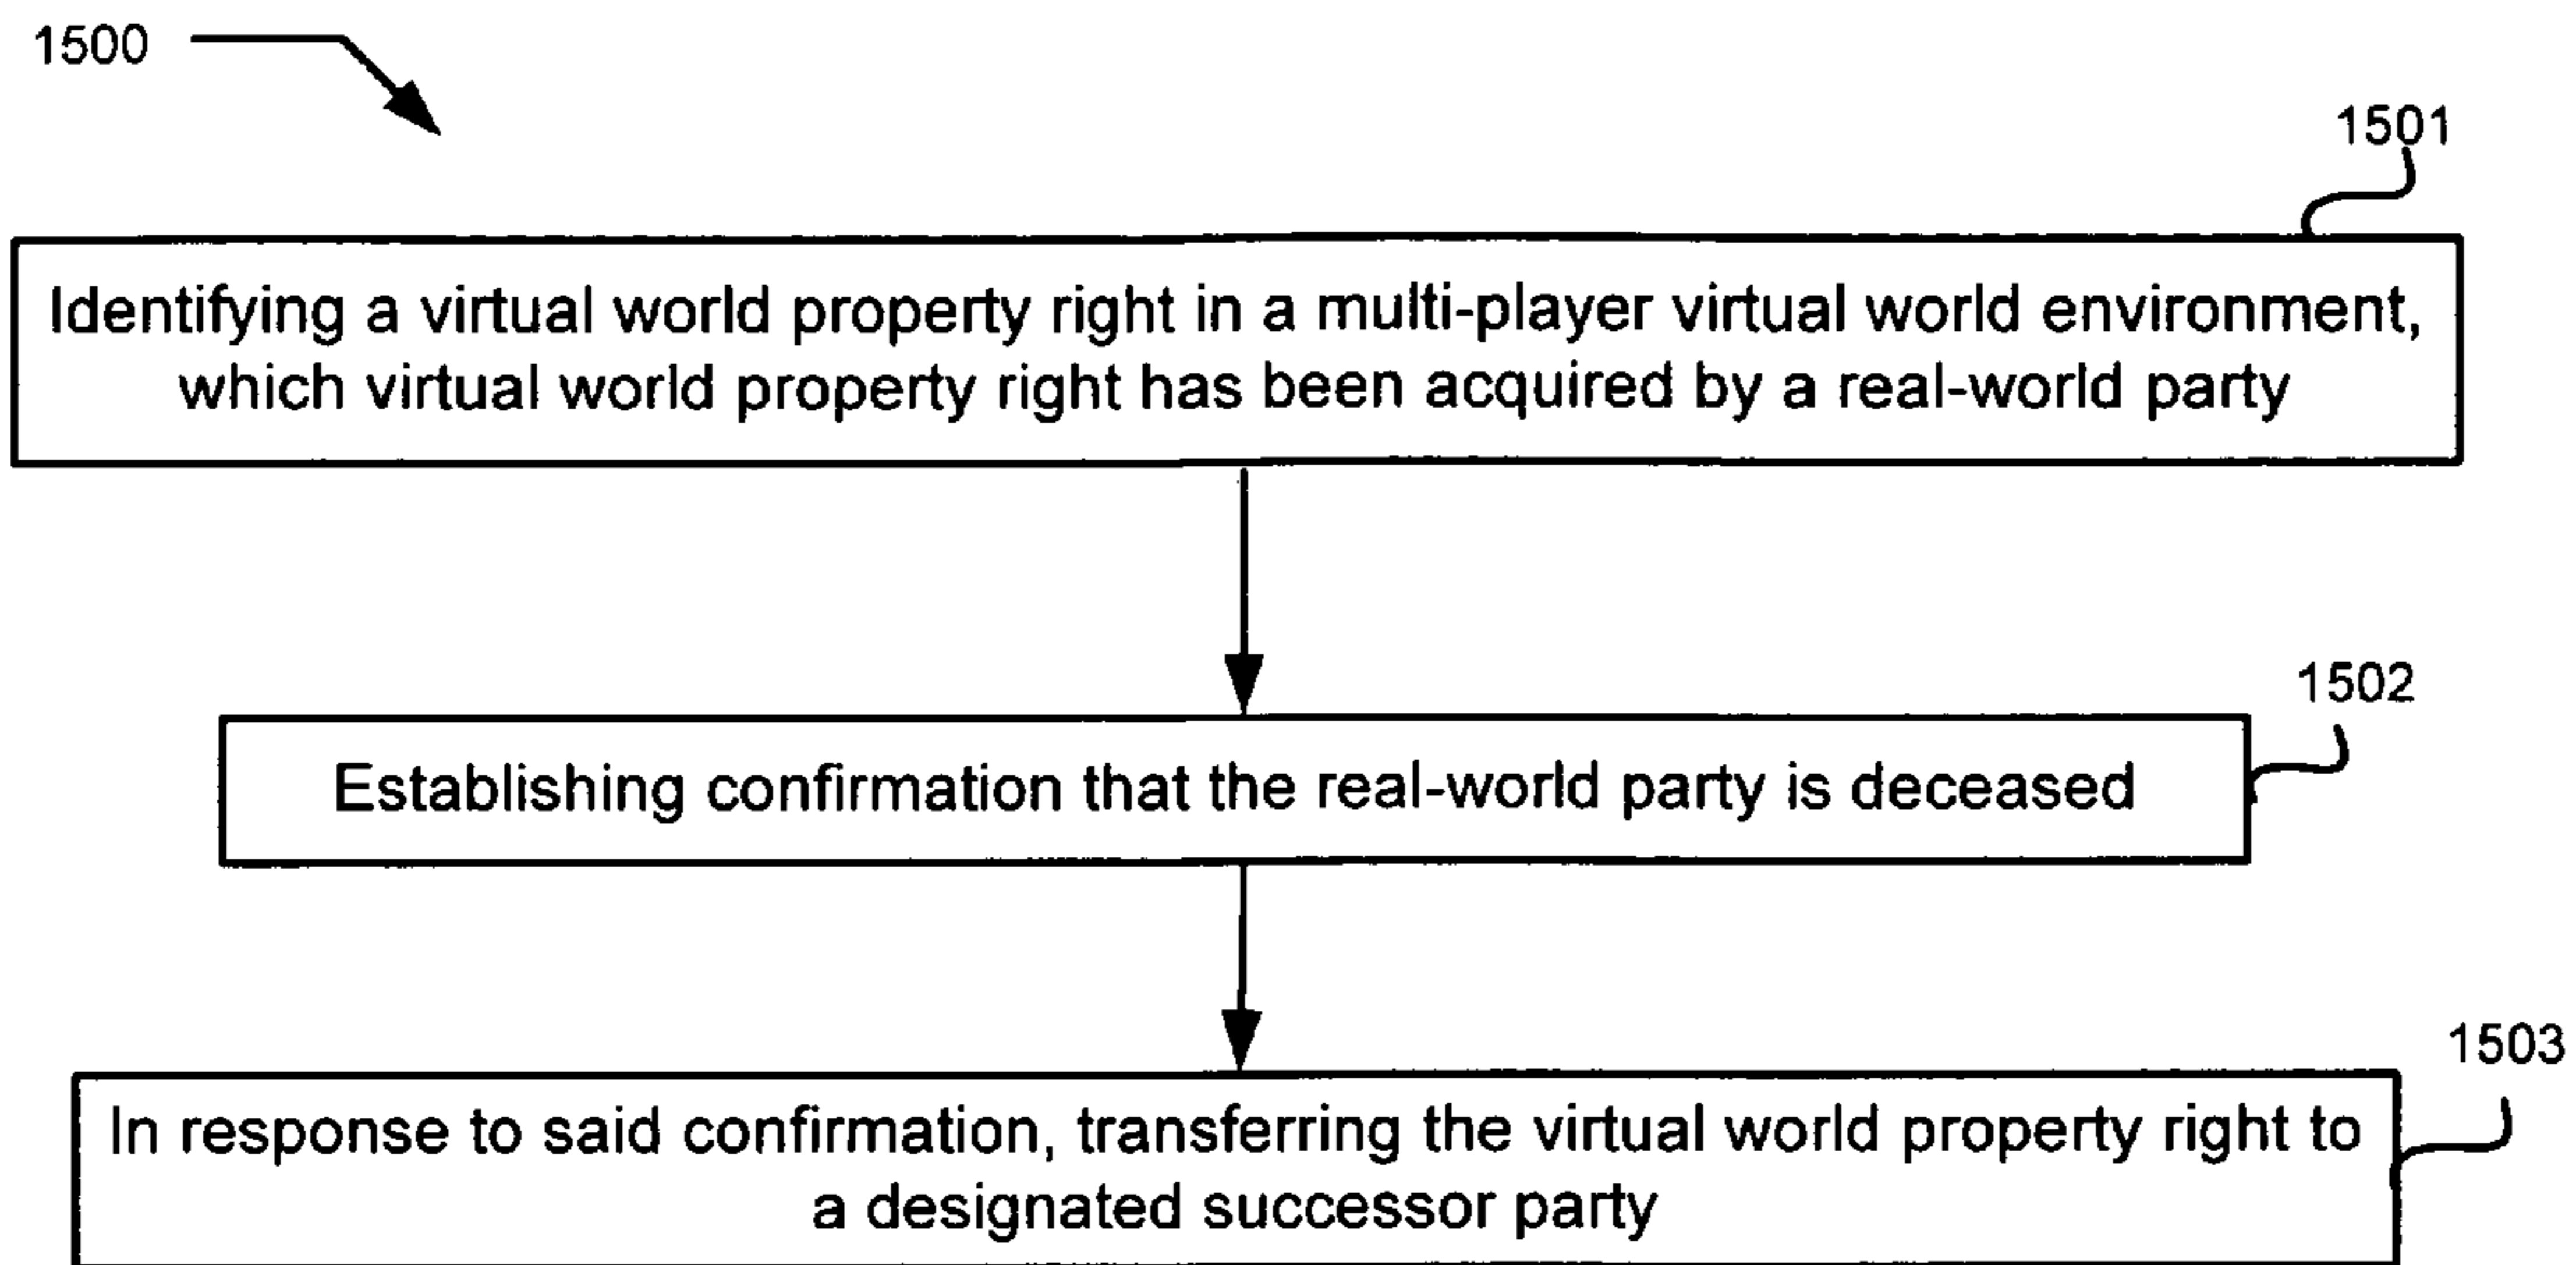 1500
1501
Identifying a virtual world property right in a multi-player virtual world environment,
which virtual world property right has been acquired by a real-world party
1502
Establishing confirmation that the real-world party is deceased
1503
In response to said confirmation, transferring the virtual world property right to
a designated successor party